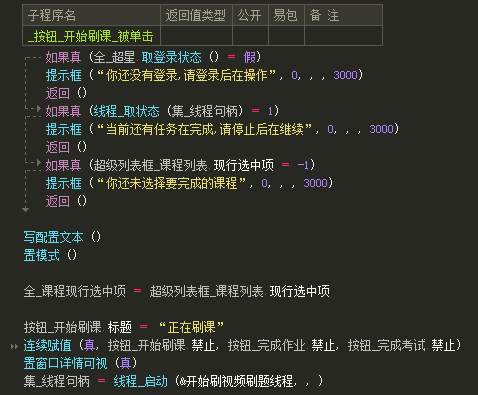 子程序名 返回值类型 公开 易包 备 注
_按钮_开始刷课_被单击
如果真 (全_超星.取登录状态 () = 假)
提示框 (“你还没有登录,请登录后在操作”, 0, , , 3000)
返回 ()
如果真 (线程_取状态 (集_线程句柄) = 1)
提示框 (“当前还有任务在完成,请停止后在继续”, 0, , , 3000)
返回 ()
如果真 (超级列表框_课程列表.现行选中项 = -1)
提示框 (“你还未选择要完成的课程”, 0, , , 3000)
返回 ()
写配置文本 ()
置模式 ()
全_课程现行选中项 = 超级列表框_课程列表.现行选中项
按钮_开始刷课.标题 = “正在刷课”
连续赋值 (真, 按钮_开始刷课.禁止, 按钮_完成作业.禁止, 按钮_完成考试.禁止)
置窗口详情可视 (真)
集_线程句柄 = 线程_启动 (&开始刷视频刷题线程, , )